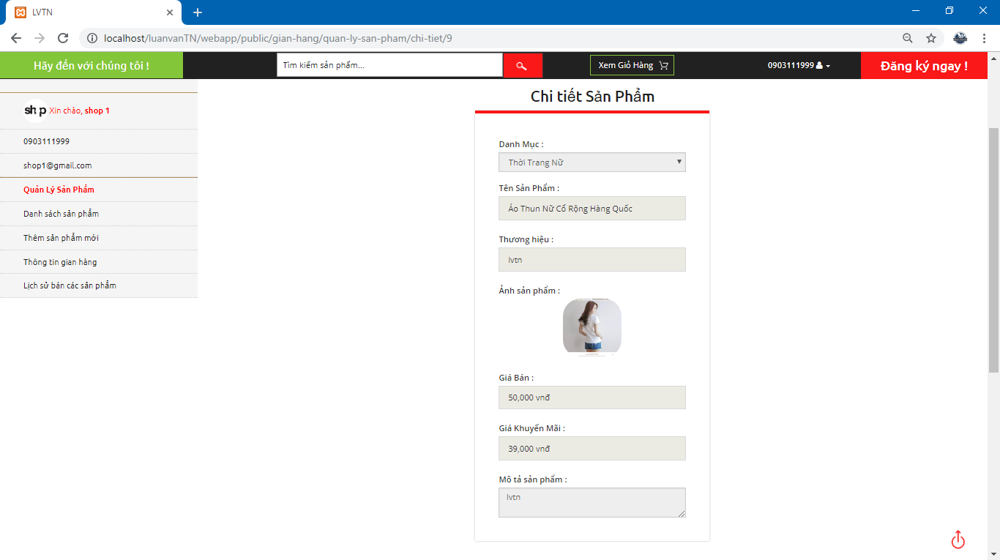 LVTN
localhost/luanvanTN/webapp/public/gian-hang/quan-ly-san-pham/chi-tiet/9
Hãy đến với chúng tôi !
Tìm kiếm sản phẩm...
Xem Giỏ Hàng
0903111999
Đăng ký ngay !
shop Xin chào, shop 1
0903111999
shop1@gmail.com
Quản Lý Sản Phẩm
Danh sách sản phẩm
Thêm sản phẩm mới
Thông tin gian hàng
Lịch sử bán các sản phẩm
Chi tiết Sản Phẩm
Danh Mục :
Thời Trang Nữ
Tên Sản Phẩm :
Áo Thun Nữ Cổ Rộng Hàng Quốc
Thương hiệu :
lvtn
Ảnh sản phẩm :
Giá Bán :
50,000 vnđ
Giá Khuyến Mãi :
39,000 vnđ
Mô tả sản phẩm :
lvtn